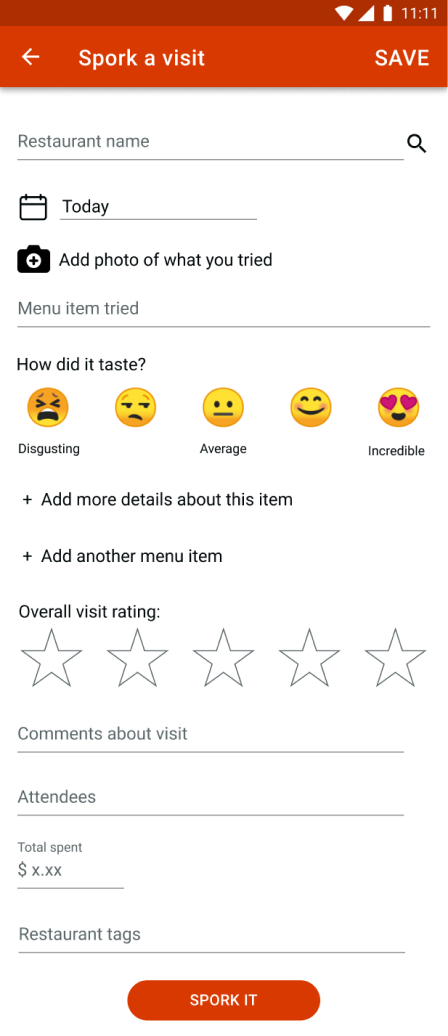 11:11
Spork a visit
SAVE
Restaurant name
Today
Add photo of what you tried
Menu item tried
How did it taste?
Disgusting
Average
Incredible
+ Add more details about this item
+ Add another menu item
Overall visit rating:
Comments about visit
Attendees
Total spent
$ x.xx
Restaurant tags
SPORK IT